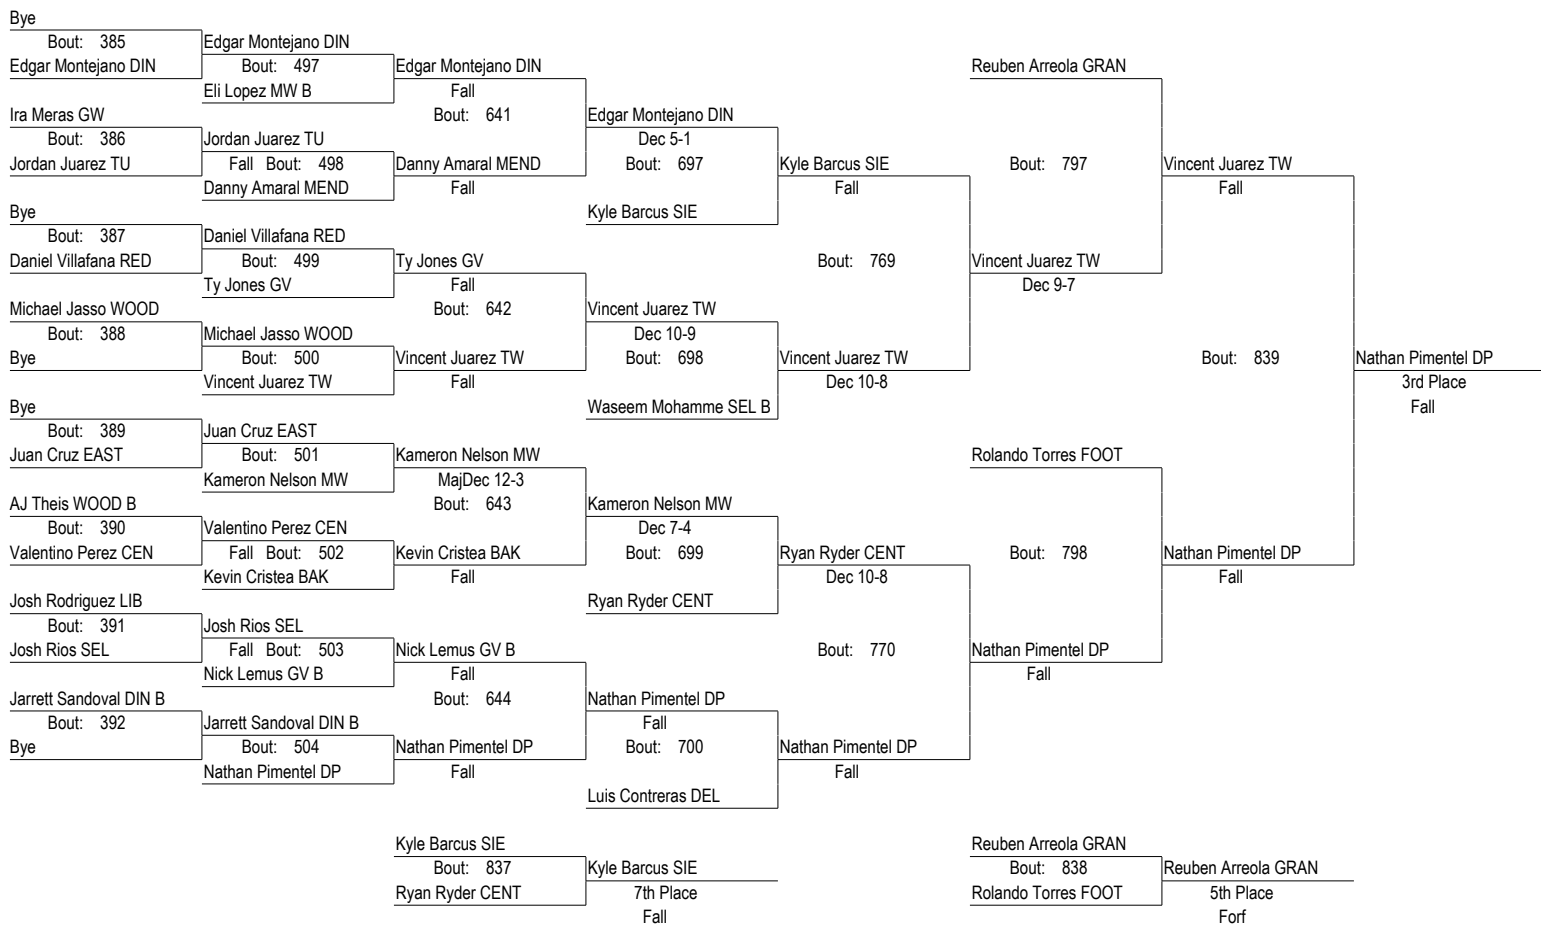 Bye
Bout: 385
Edgar Montejano DIN
Ira Meras GW
Bout: 386
Jordan Juarez TU
Bye
Bout: 387
Daniel Villafana RED
Michael Jasso WOOD
Bout: 388
Bye
Bye
Bout: 389
Juan Cruz EAST
AJ Theis WOOD B
Bout: 390
Valentino Perez CEN
Josh Rodriguez LIB
Bout: 391
Josh Rios SEL
Jarrett Sandoval DIN B
Bout: 392
Bye
Edgar Montejano DIN
Bout: 497
Eli Lopez MW B
Jordan Juarez TU
Fall Bout: 498
Danny Amaral MEND
Daniel Villafana RED
Bout: 499
Ty Jones GV
Michael Jasso WOOD
Bout: 500
Vincent Juarez TW
Juan Cruz EAST
Bout: 501
Kameron Nelson MW
Valentino Perez CEN
Fall Bout: 502
Kevin Cristea BAK
Josh Rios SEL
Fall Bout: 503
Nick Lemus GV B
Jarrett Sandoval DIN B
Bout: 504
Nathan Pimentel DP
Edgar Montejano DIN
Fall
Bout: 641
Danny Amaral MEND
Fall
Ty Jones GV
Fall
Bout: 642
Vincent Juarez TW
Fall
Kameron Nelson MW
MajDec 12-3
Bout: 643
Kevin Cristea BAK
Fall
Nick Lemus GV B
Fall
Bout: 644
Nathan Pimentel DP
Fall
Edgar Montejano DIN
Dec 5-1
Bout: 697
Kyle Barcus SIE
Vincent Juarez TW
Dec 10-9
Bout: 698
Waseem Mohamme SEL B
Kameron Nelson MW
Dec 7-4
Bout: 699
Ryan Ryder CENT
Nathan Pimentel DP
Fall
Bout: 700
Luis Contreras DEL
Kyle Barcus SIE
Fall
Bout: 769
Vincent Juarez TW
Dec 10-8
Ryan Ryder CENT
Dec 10-8
Bout: 770
Nathan Pimentel DP
Fall
Reuben Arreola GRAN
Bout: 797
Vincent Juarez TW
Dec 9-7
Rolando Torres FOOT
Bout: 798
Nathan Pimentel DP
Fall
Vincent Juarez TW
Fall
Bout: 839
Nathan Pimentel DP
Fall
Nathan Pimentel DP
3rd Place
Fall
Kyle Barcus SIE
Bout: 837
Ryan Ryder CENT
Kyle Barcus SIE
7th Place
Fall
Reuben Arreola GRAN
Bout: 838
Rolando Torres FOOT
Reuben Arreola GRAN
5th Place
Forf